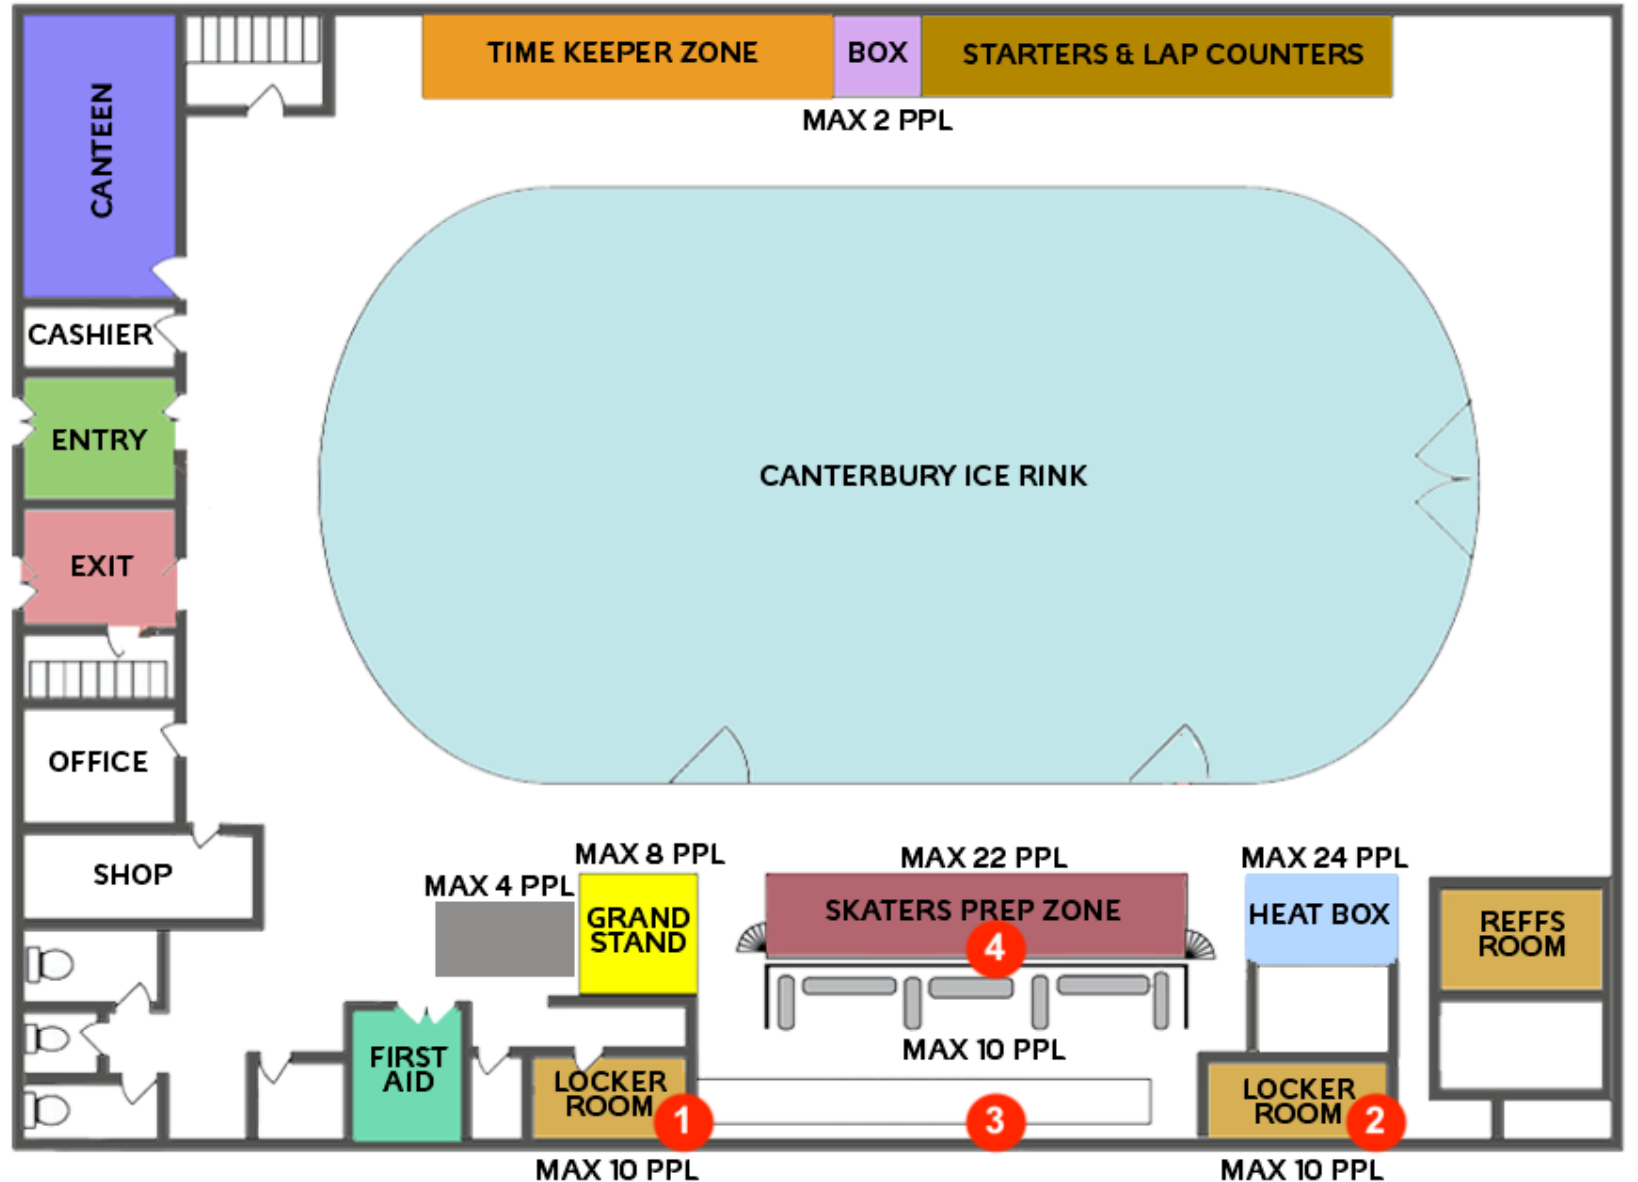 TIME KEEPER ZONE
BOX
STARTERS & LAP COUNTERS
MAX 2 PPL
CANTEEN
CASHIER
ENTRY
EXIT
OFFICE
SHOP
CANTERBURY ICE RINK
MAX 8 PPL
MAX 4 PPL
GRAND
STAND
MAX 22 PPL
SKATERS PREP ZONE
4
MAX 10 PPL
MAX 24 PPL
HEAT BOX
REFFS
ROOM
FIRST
AID
LOCKER
ROOM
1
3
LOCKER
ROOM
2
MAX 10 PPL
MAX 10 PPL